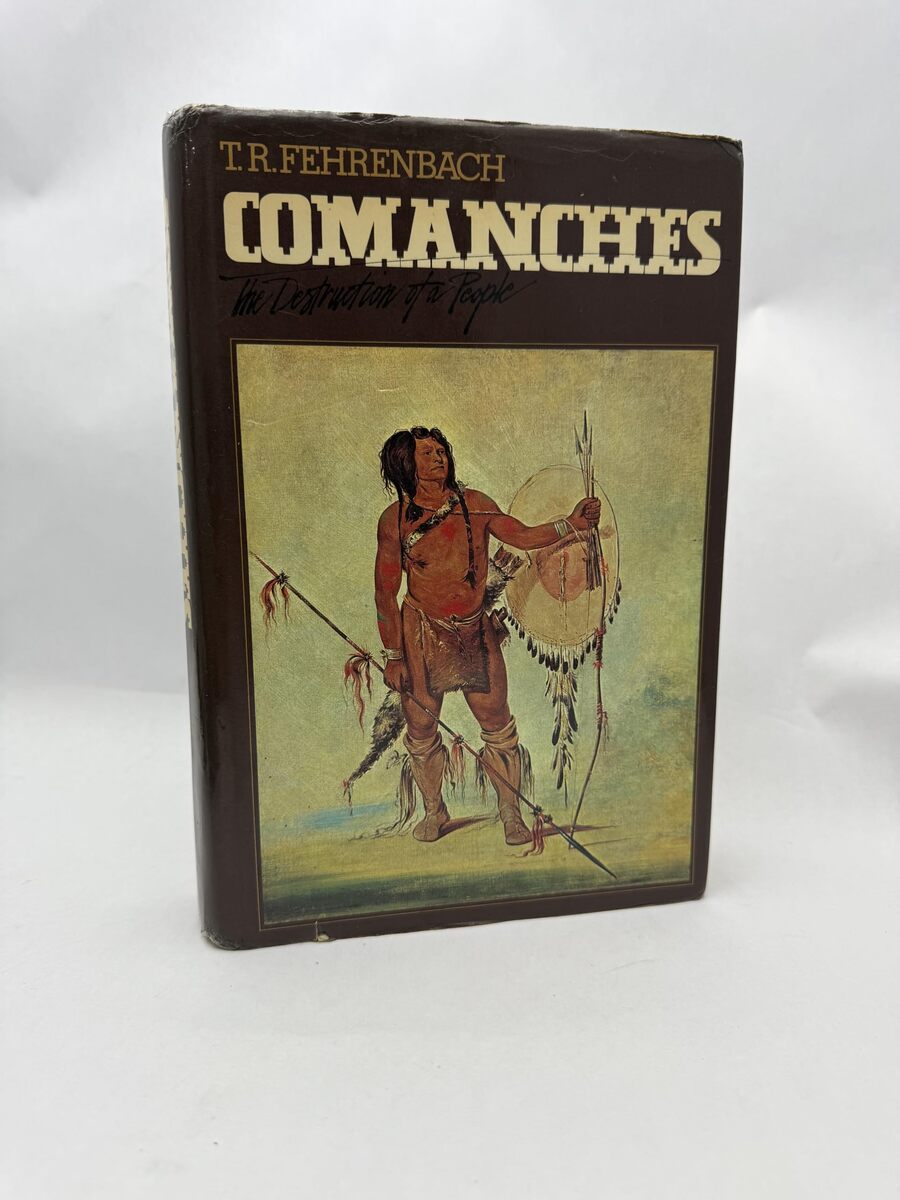 T.R.FEHRENBACH
COMANCHES
The Destruction of a People